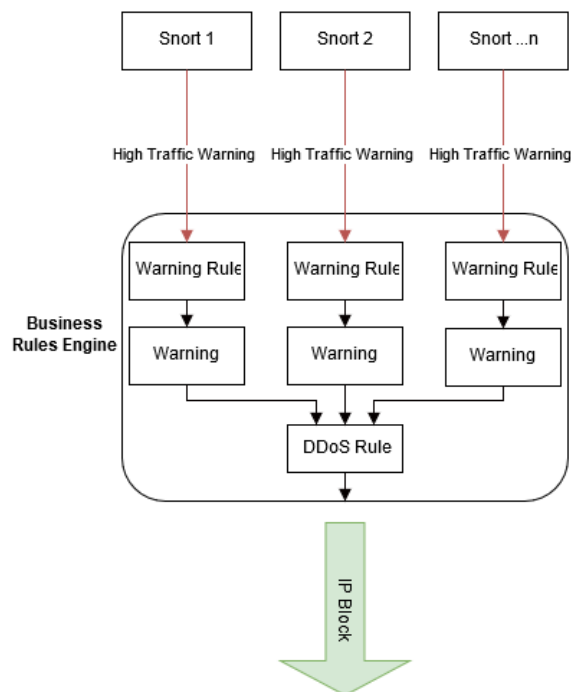 Snort 1
Snort 2
Snort ...n
High Traffic Warning
High Traffic Warning
High Traffic Warning
Business
Rules Engine
Warning Rule
Warning Rule
Warning Rule
Warning
Warning
Warning
DDoS Rule
IP Block